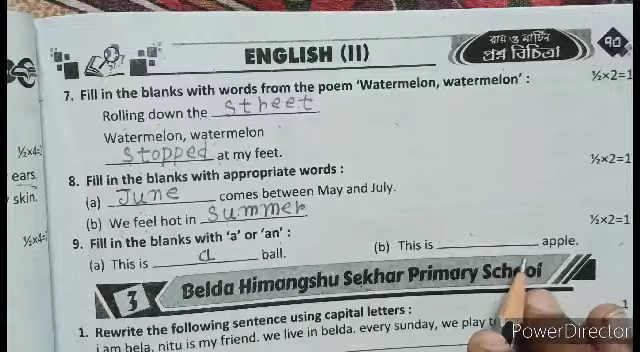 ENGLISH (II)
রায় ও মার্টিন
প্রশ্ন বিচিত্রা
৭০
7. Fill in the blanks with words from the poem 'Watermelon, watermelon' : ½×2=1
Rolling down the street.
Watermelon, watermelon
stopped at my feet.
½×4=
ears.
skin.
½×4=
8. Fill in the blanks with appropriate words : ½×2=1
(a) June comes between May and July.
(b) We feel hot in summer
9. Fill in the blanks with 'a' or 'an' : ½×2=1
(a) This is a ball. (b) This is apple.
3 Belda Himangshu Sekhar Primary School
1. Rewrite the following sentence using capital letters : 1
i am bela. nitu is my friend. we live in belda. every sunday, we play
PowerDirector